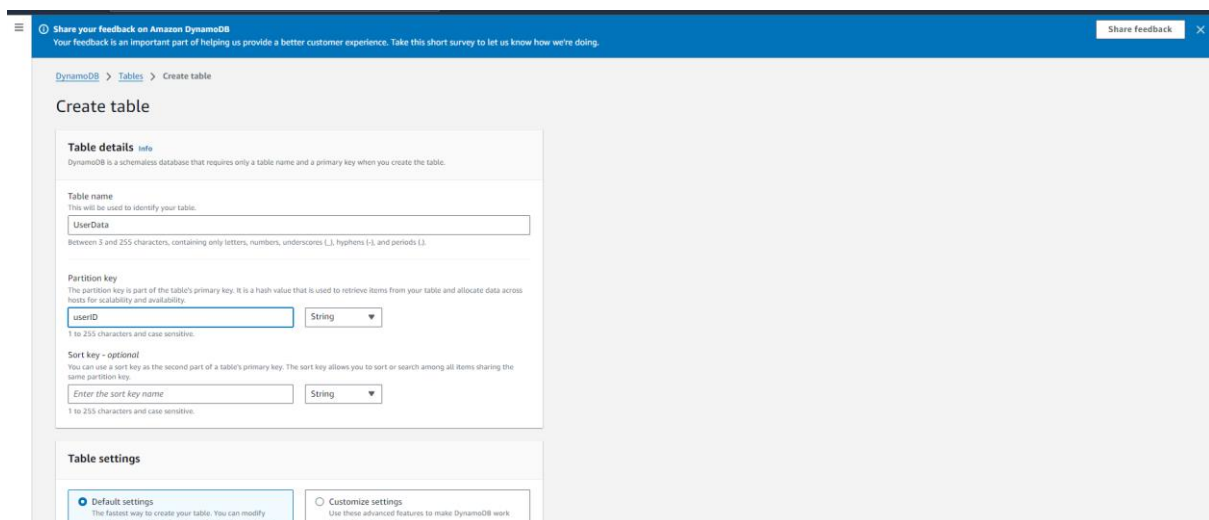 Share your feedback on Amazon DynamoDB
Your feedback is an important part of helping us provide a better customer experience. Take this short survey to let us know how we're doing.
Share feedback
DynamoDB > Tables > Create table
Create table
Table details Info
DynamoDB is a schemaless database that requires only a table name and a primary key when you create the table.
Table name
This will be used to identify your table.
UserData
Between 3 and 255 characters, containing only letters, numbers, underscores (_), hyphens (-), and periods (.).
Partition key
The partition key is part of the table's primary key. It is a hash value that is used to retrieve items from your table and allocate data across
hosts for scalability and availability.
userID
String
1 to 255 characters and case sensitive.
Sort key - optional
You can use a sort key as the second part of a table's primary key. The sort key allows you to sort or search among all items sharing the
same partition key.
Enter the sort key name
String
1 to 255 characters and case sensitive.
Table settings
Default settings
The fastest way to create your table. You can modify
Customize settings
Use these advanced features to make DynamoDB work